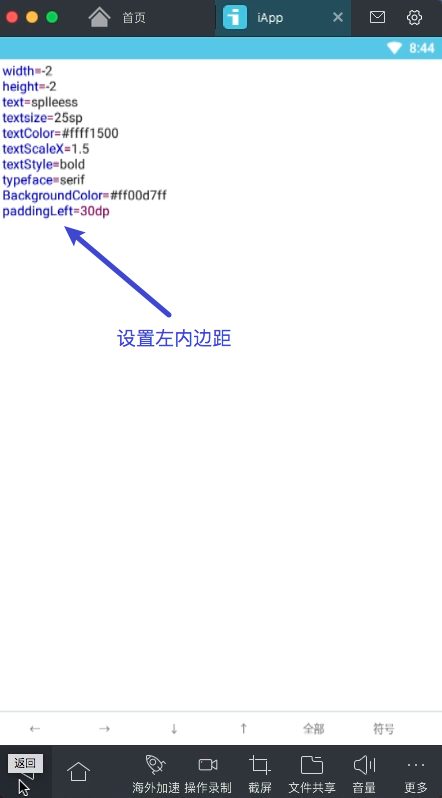 首页
iApp
8:44
width=-2
height=-2
text=splleess
textsize=25sp
textColor=#ffff1500
textScaleX=1.5
textStyle=bold
typeface=serif
BackgroundColor=#ff00d7ff
paddingLeft=30dp
设置左内边距
← → ↓ ↑ 全部 符号
返回
海外加速 操作录制 截屏 文件共享 音量 更多